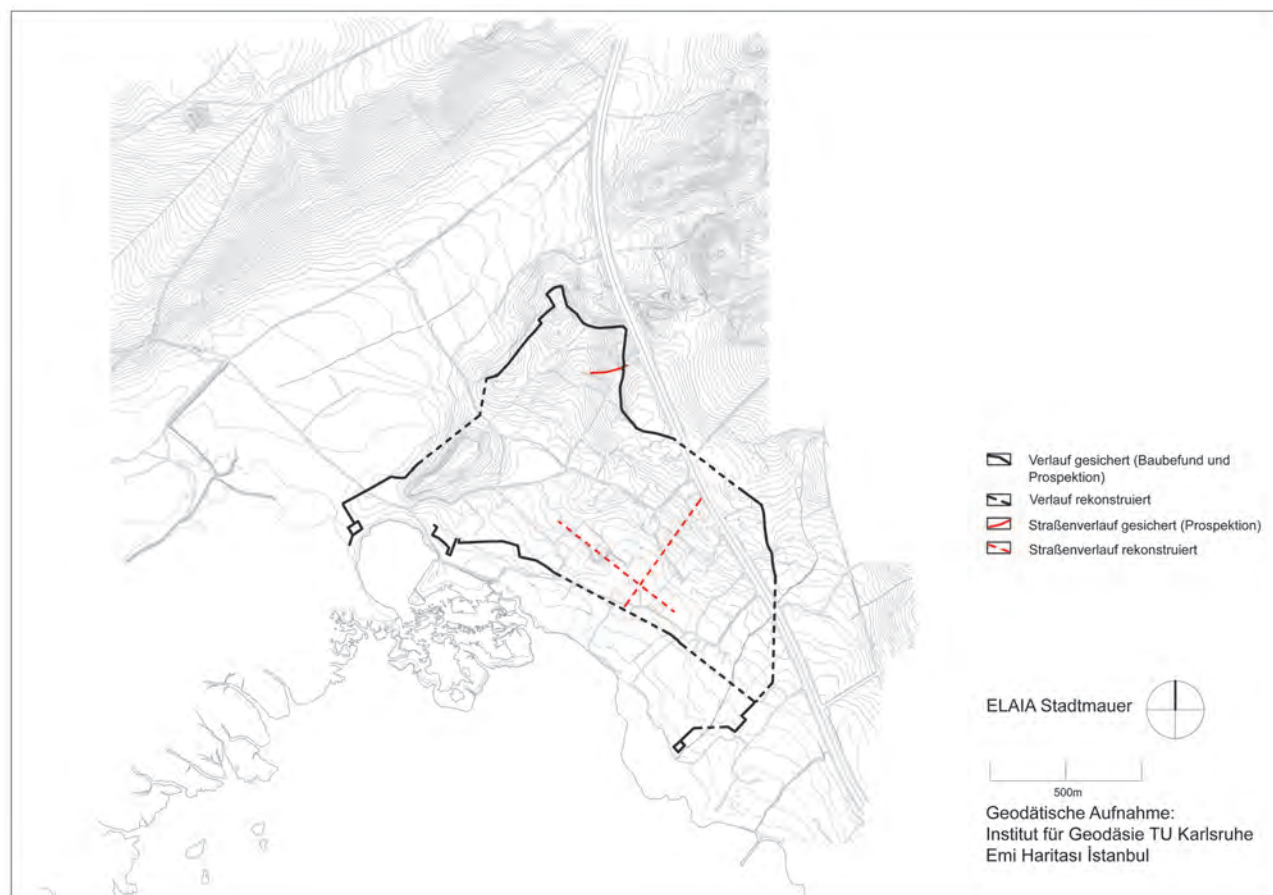 Verlauf gesichert (Baubefund und
Prospektion)
Verlauf rekonstruiert
Straßenverlauf gesichert (Prospektion)
Straßenverlauf rekonstruiert
ELAIA Stadtmauer
500m
Geodätische Aufnahme:
Institut für Geodäsie TU Karlsruhe
Emi Haritası İstanbul